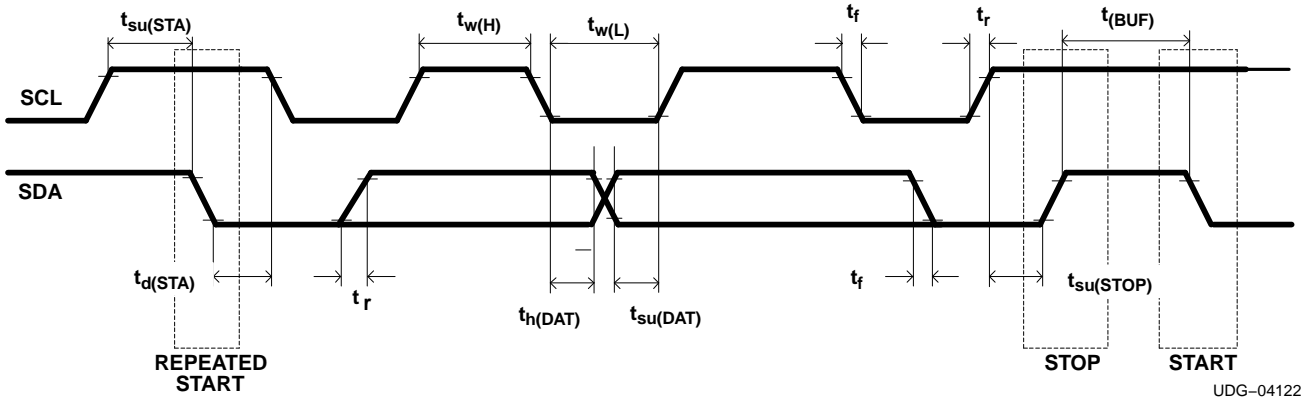 tsu(STA)
tw(H)
tw(L)
tf
tr
t(BUF)
SCL
SDA
td(STA)
tr
th(DAT)
tsu(DAT)
tf
tsu(STOP)
REPEATED
START
STOP
START
UDG–04122